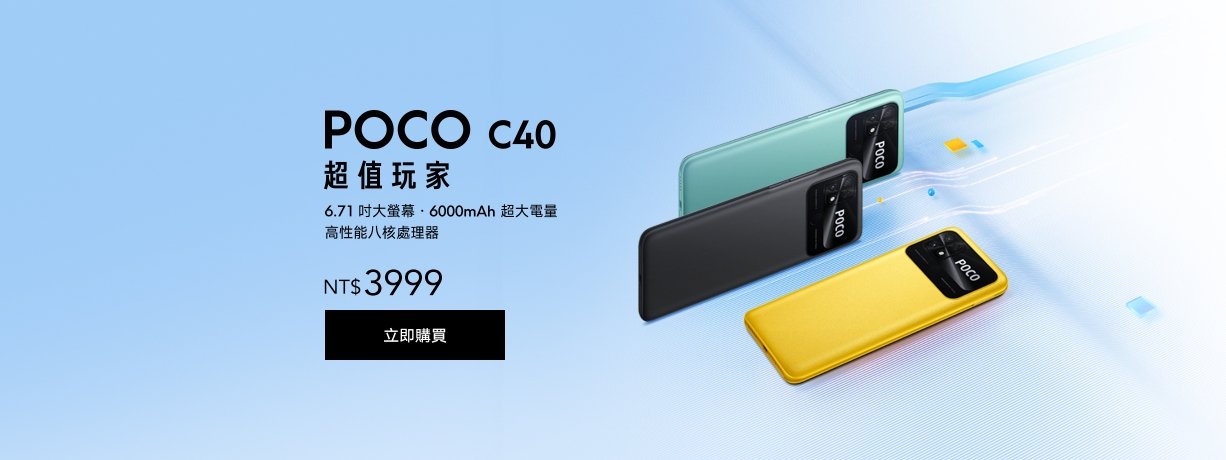 POCO C40
超值玩家
6.71 吋大螢幕 · 6000mAh 超大電量
高性能八核處理器
NT$3999
立即購買
POCO
POCO
POCO